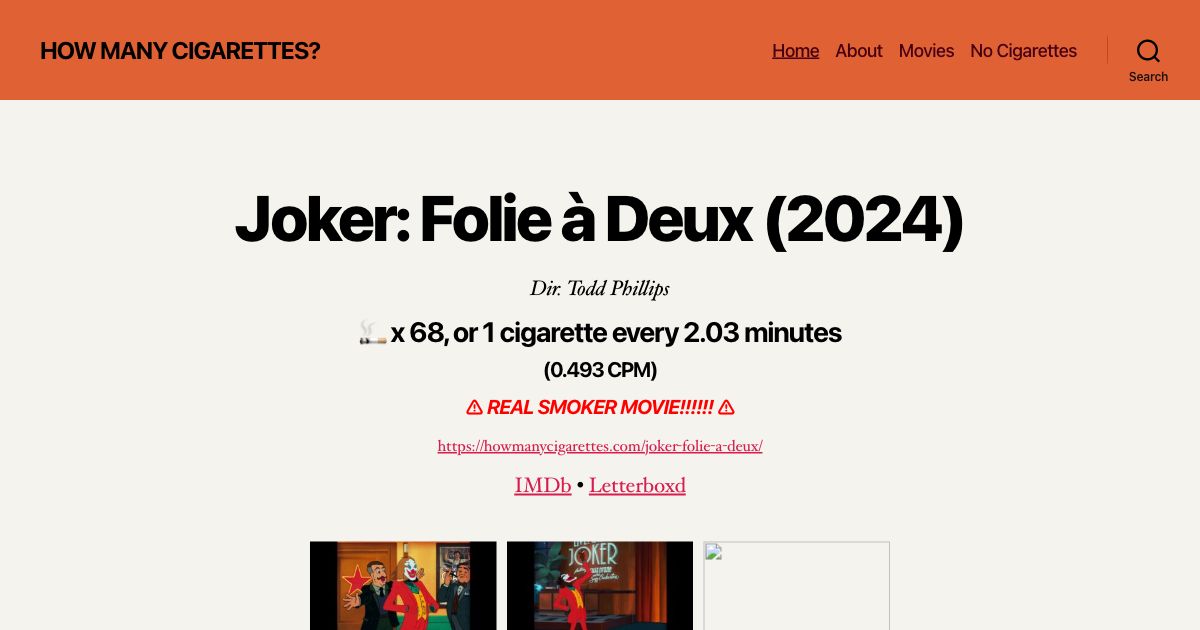 HOW MANY CIGARETTES?
Home About Movies No Cigarettes
Search
Joker: Folie à Deux (2024)
Dir. Todd Phillips
🚬 x 68, or 1 cigarette every 2.03 minutes
(0.493 CPM)
⚠ REAL SMOKER MOVIE!!!!!! ⚠
https://howmanycigarettes.com/joker-folie-a-deux/
IMDb • Letterboxd
JOKER